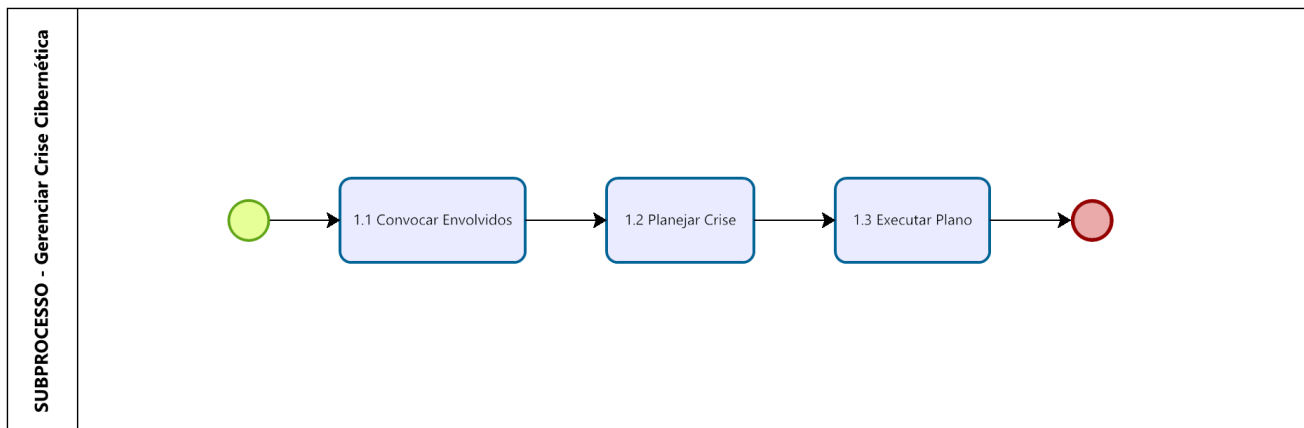 SUBPROCESSO - Gerenciar Crise Cibernética
1.1 Convocar Envolvidos
1.2 Planejar Crise
1.3 Executar Plano